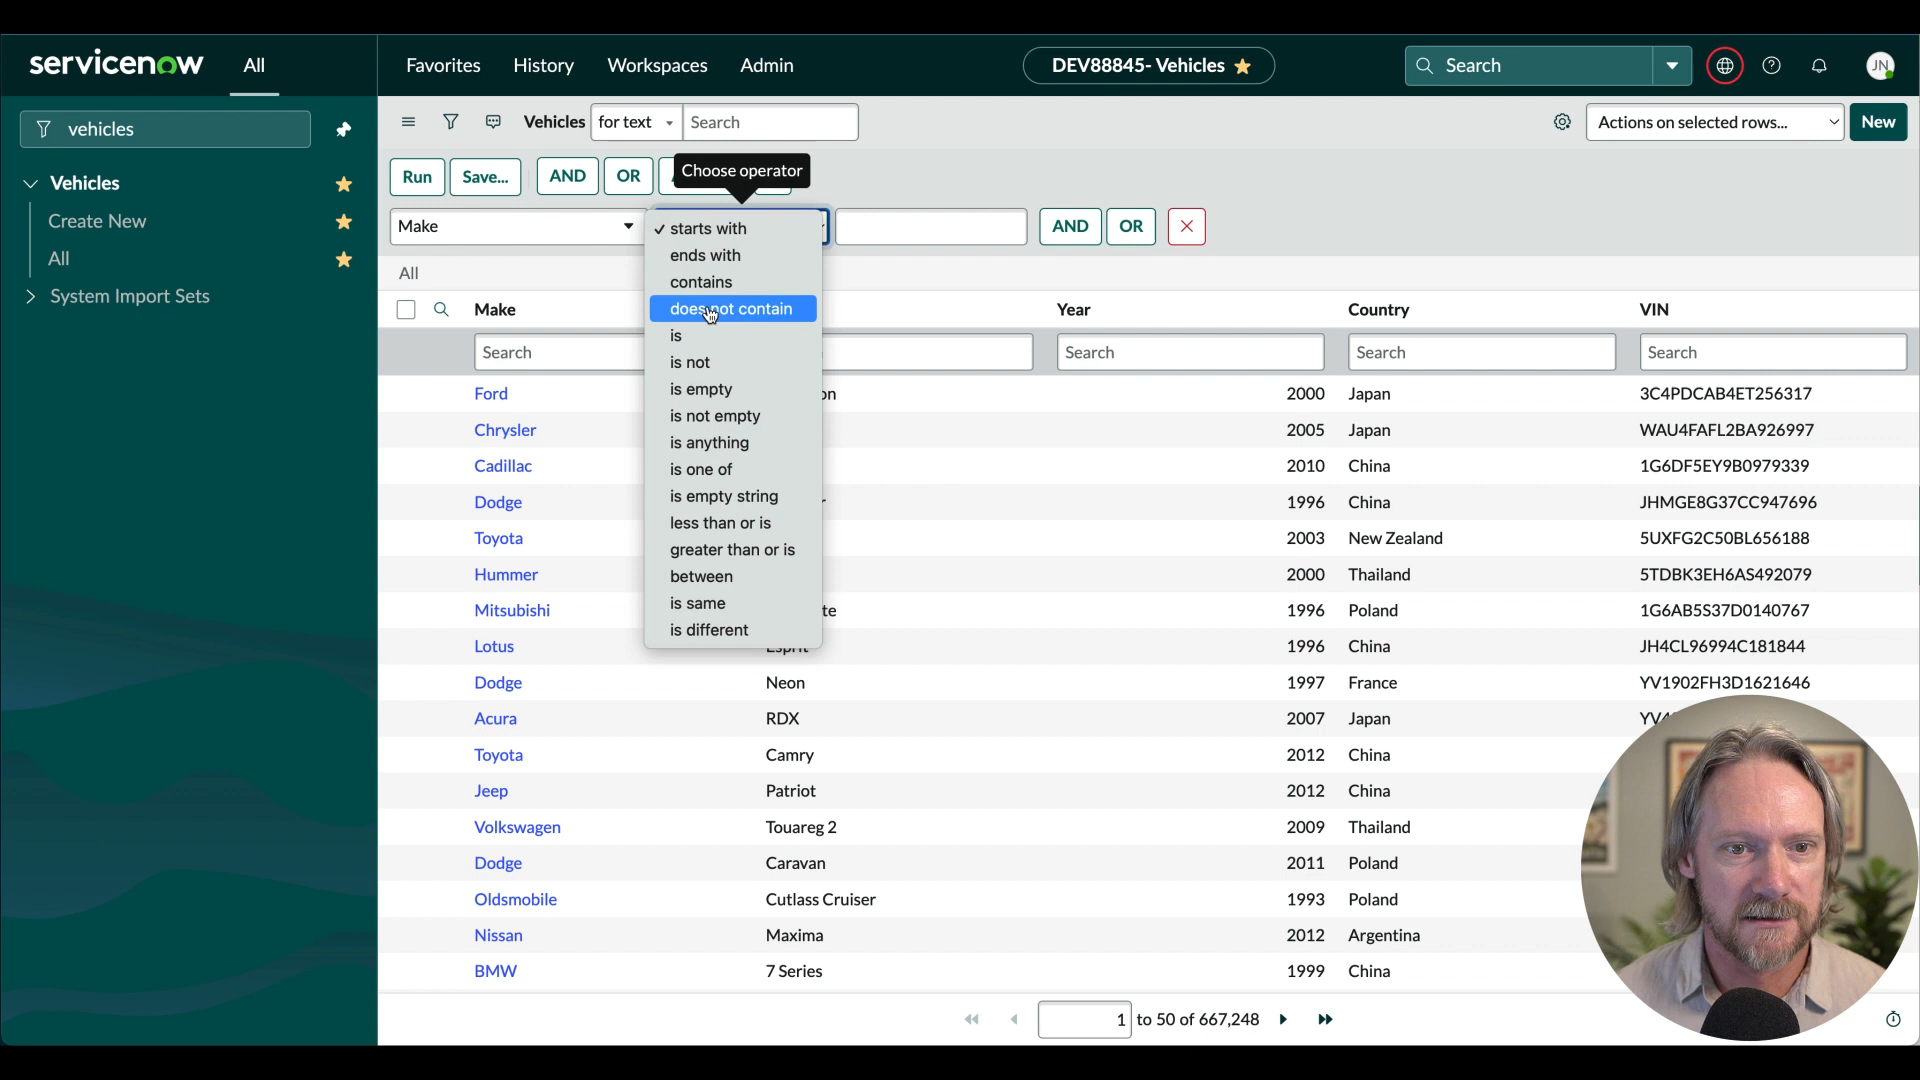 servicenow
All
Favorites
History
Workspaces
Admin
DEV88845- Vehicles
Search
JN
vehicles
Vehicles
Create New
All
System Import Sets
Vehicles
for text
Search
Actions on selected rows...
New
Run
Save...
AND
OR
Choose operator
Make
AND
OR
starts with
ends with
contains
does not contain
is
is not
is empty
is not empty
is anything
is one of
is empty string
less than or is
greater than or is
between
is same
is different
All
Make Year Country VIN
Search Search Search Search
Ford on 2000 Japan 3C4PDCAB4ET256317
Chrysler 2005 Japan WAU4FAFL2BA926997
Cadillac 2010 China 1G6DF5EY9B0979339
Dodge 1996 China JHMGE8G37CC947696
Toyota 2003 New Zealand 5UXFG2C50BL656188
Hummer 2000 Thailand 5TDBK3EH6AS492079
Mitsubishi te 1996 Poland 1G6AB5S37D0140767
Lotus Esprit 1996 China JH4CL96994C181844
Dodge Neon 1997 France YV1902FH3D1621646
Acura RDX 2007 Japan
Toyota Camry 2012 China
Jeep Patriot 2012 China
Volkswagen Touareg 2 2009 Thailand
Dodge Caravan 2011 Poland
Oldsmobile Cutlass Cruiser 1993 Poland
Nissan Maxima 2012 Argentina
BMW 7 Series 1999 China
1 to 50 of 667,248